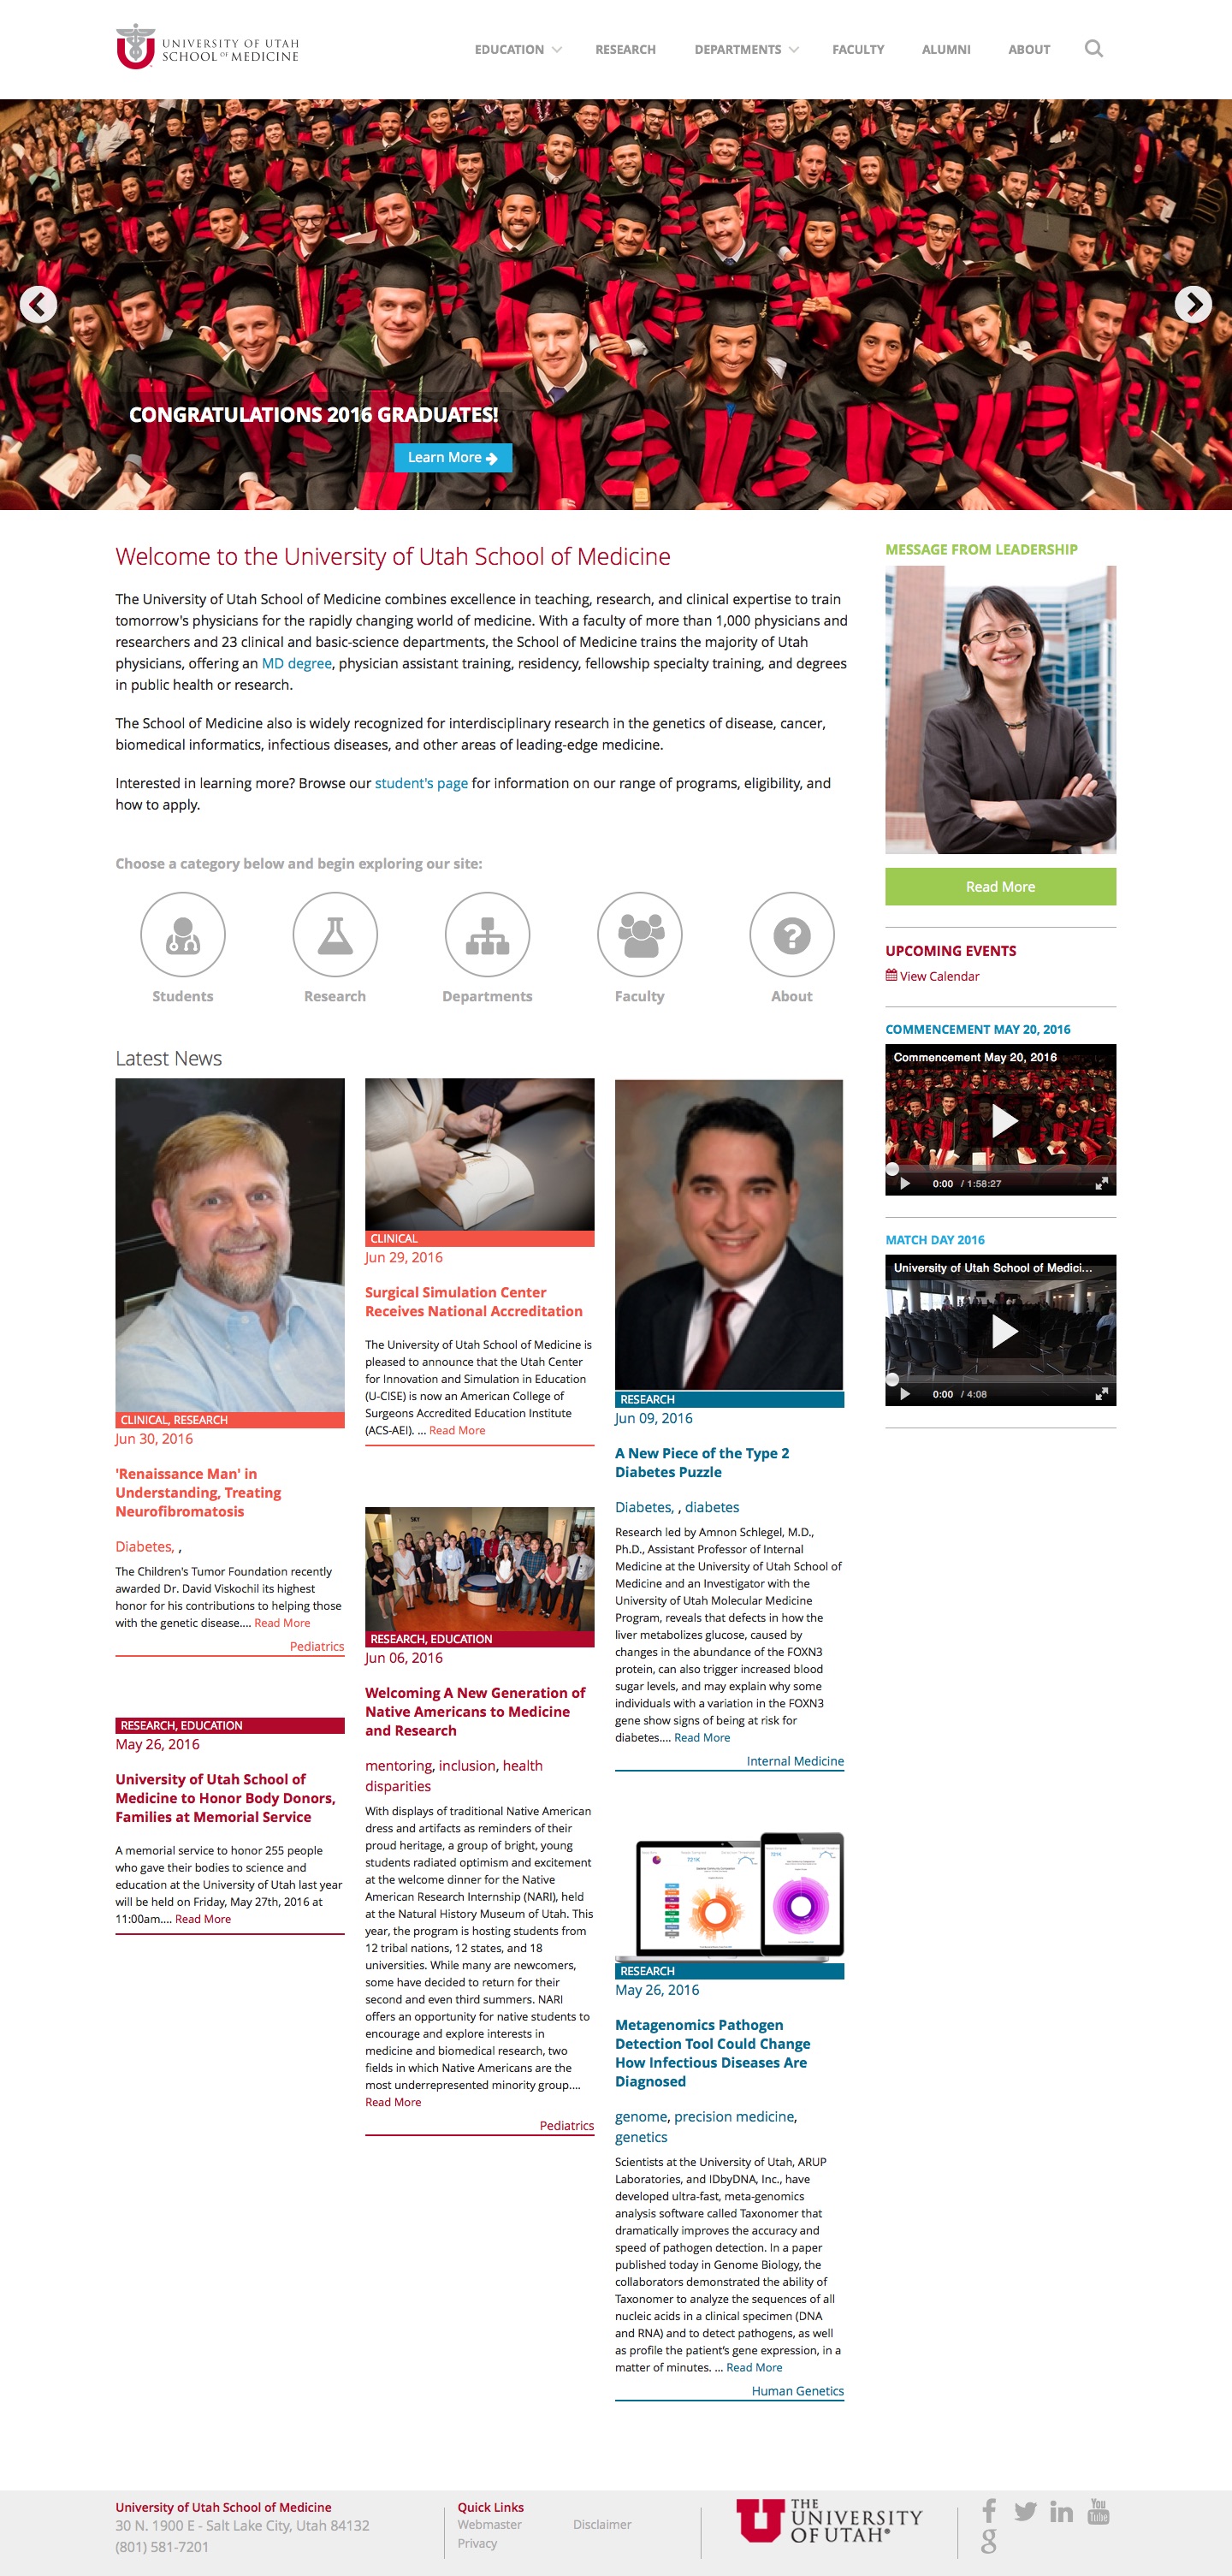 UNIVERSITY OF UTAH
SCHOOL OF MEDICINE
EDUCATION RESEARCH DEPARTMENTS FACULTY ALUMNI ABOUT
CONGRATULATIONS 2016 GRADUATES!
Learn More
Welcome to the University of Utah School of Medicine
The University of Utah School of Medicine combines excellence in teaching, research, and clinical expertise to train
tomorrow's physicians for the rapidly changing world of medicine. With a faculty of more than 1,000 physicians and
researchers and 23 clinical and basic-science departments, the School of Medicine trains the majority of Utah
physicians, offering an MD degree, physician assistant training, residency, fellowship specialty training, and degrees
in public health or research.
The School of Medicine also is widely recognized for interdisciplinary research in the genetics of disease, cancer,
biomedical informatics, infectious diseases, and other areas of leading-edge medicine.
Interested in learning more? Browse our student's page for information on our range of programs, eligibility, and
how to apply.
Choose a category below and begin exploring our site:
Students Research Departments Faculty About
Latest News
CLINICAL, RESEARCH
Jun 30, 2016
'Renaissance Man' in
Understanding, Treating
Neurofibromatosis
Diabetes, ,
The Children's Tumor Foundation recently
awarded Dr. David Viskochil its highest
honor for his contributions to helping those
with the genetic disease.... Read More
Pediatrics
RESEARCH, EDUCATION
May 26, 2016
University of Utah School of
Medicine to Honor Body Donors,
Families at Memorial Service
A memorial service to honor 255 people
who gave their bodies to science and
education at the University of Utah last year
will be held on Friday, May 27th, 2016 at
11:00am.... Read More
CLINICAL
Jun 29, 2016
Surgical Simulation Center
Receives National Accreditation
The University of Utah School of Medicine is
pleased to announce that the Utah Center
for Innovation and Simulation in Education
(U-CISE) is now an American College of
Surgeons Accredited Education Institute
(ACS-AEI). ... Read More
SKY
RESEARCH, EDUCATION
Jun 06, 2016
Welcoming A New Generation of
Native Americans to Medicine
and Research
mentoring, inclusion, health
disparities
With displays of traditional Native American
dress and artifacts as reminders of their
proud heritage, a group of bright, young
students radiated optimism and excitement
at the welcome dinner for the Native
American Research Internship (NARI), held
at the Natural History Museum of Utah. This
year, the program is hosting students from
12 tribal nations, 12 states, and 18
universities. While many are newcomers,
some have decided to return for their
second and even third summers. NARI
offers an opportunity for native students to
encourage and explore interests in
medicine and biomedical research, two
fields in which Native Americans are the
most underrepresented minority group....
Read More
Pediatrics
RESEARCH
Jun 09, 2016
A New Piece of the Type 2
Diabetes Puzzle
Diabetes, , diabetes
Research led by Amnon Schlegel, M.D.,
Ph.D., Assistant Professor of Internal
Medicine at the University of Utah School of
Medicine and an Investigator with the
University of Utah Molecular Medicine
Program, reveals that defects in how the
liver metabolizes glucose, caused by
changes in the abundance of the FOXN3
protein, can also trigger increased blood
sugar levels, and may explain why some
individuals with a variation in the FOXN3
gene show signs of being at risk for
diabetes.... Read More
Internal Medicine
RESEARCH
May 26, 2016
Metagenomics Pathogen
Detection Tool Could Change
How Infectious Diseases Are
Diagnosed
genome, precision medicine,
genetics
Scientists at the University of Utah, ARUP
Laboratories, and IDbyDNA, Inc., have
developed ultra-fast, meta-genomics
analysis software called Taxonomer that
dramatically improves the accuracy and
speed of pathogen detection. In a paper
published today in Genome Biology, the
collaborators demonstrated the ability of
Taxonomer to analyze the sequences of all
nucleic acids in a clinical specimen (DNA
and RNA) and to detect pathogens, as well
as profile the patient's gene expression, in a
matter of minutes. ... Read More
Human Genetics
MESSAGE FROM LEADERSHIP
Read More
UPCOMING EVENTS
View Calendar
COMMENCEMENT MAY 20, 2016
Commencement May 20, 2016
0:00 / 1:58:27
MATCH DAY 2016
University of Utah School of Medici...
0:00 / 4:08
University of Utah School of Medicine
30 N. 1900 E - Salt Lake City, Utah 84132
(801) 581-7201
Quick Links
Webmaster Disclaimer
Privacy
THE
UNIVERSITY
OF UTAH®
You
Tube